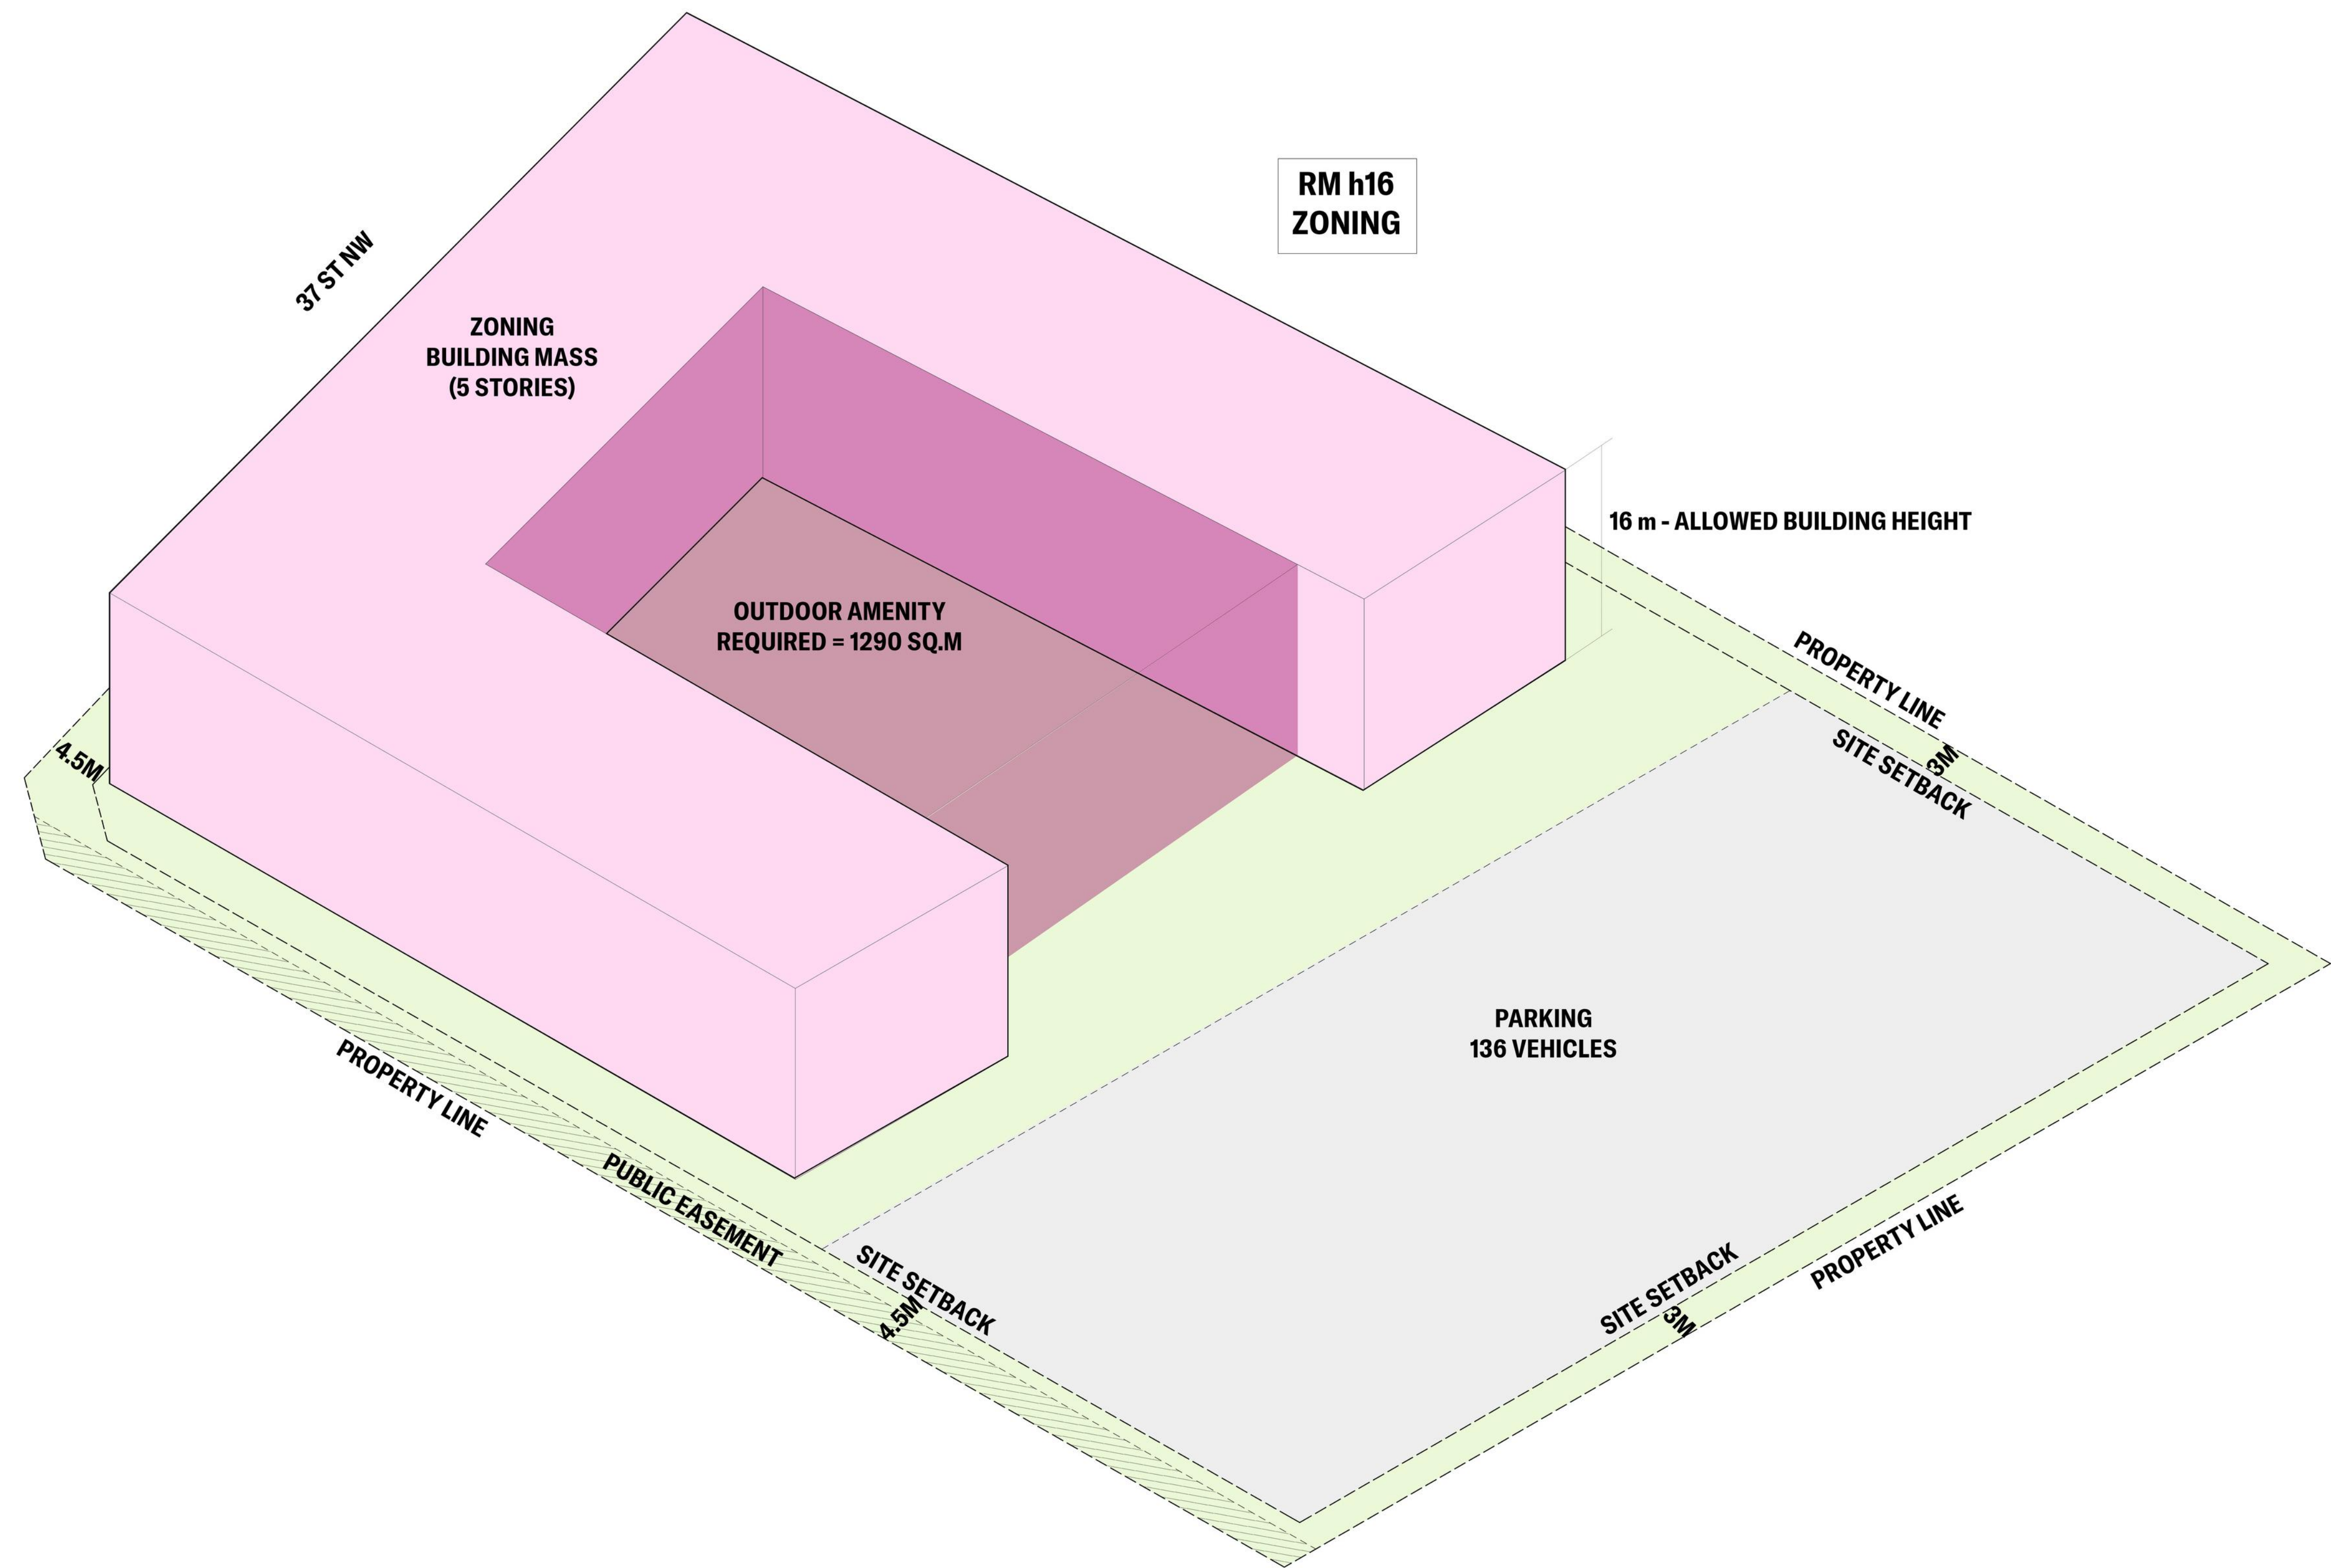 RM h16
ZONING
37 ST NW
ZONING
BUILDING MASS
(5 STORIES)
16 m - ALLOWED BUILDING HEIGHT
OUTDOOR AMENITY
REQUIRED = 1290 SQ.M
PROPERTY LINE
3M
SITE SETBACK
4.5M
PARKING
136 VEHICLES
PROPERTY LINE
PUBLIC EASEMENT
SITE SETBACK
4.5M
SITE SETBACK
3M
PROPERTY LINE